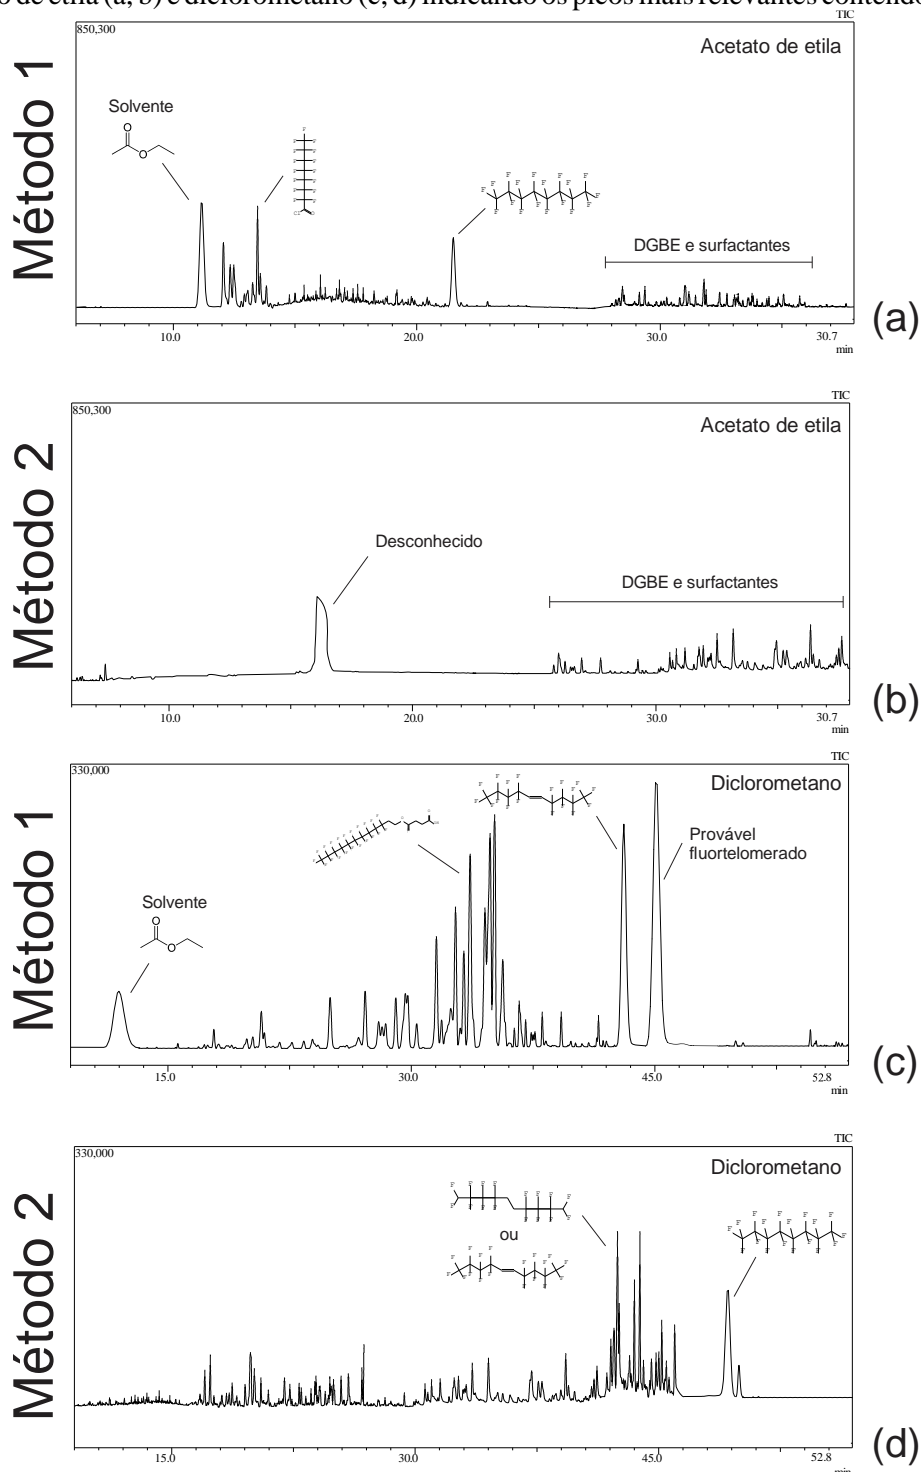 o de etila (a, b) e diclorometano (c, d) indicando os picos mais relevantes contendo
TIC
850,300
Acetato de etila
Método 1
Solvente
O
O
DGBE e surfactantes
10.0
20.0
30.0
30.7
min
(a)
TIC
850,300
Acetato de etila
Método 2
Desconhecido
DGBE e surfactantes
10.0
20.0
30.0
30.7
min
(b)
TIC
330,000
Diclorometano
Método 1
Provável
fluortelomerado
Solvente
O
O
15.0
30.0
45.0
52.8
min
(c)
TIC
330,000
Diclorometano
Método 2
ou
15.0
30.0
45.0
52.8
min
(d)